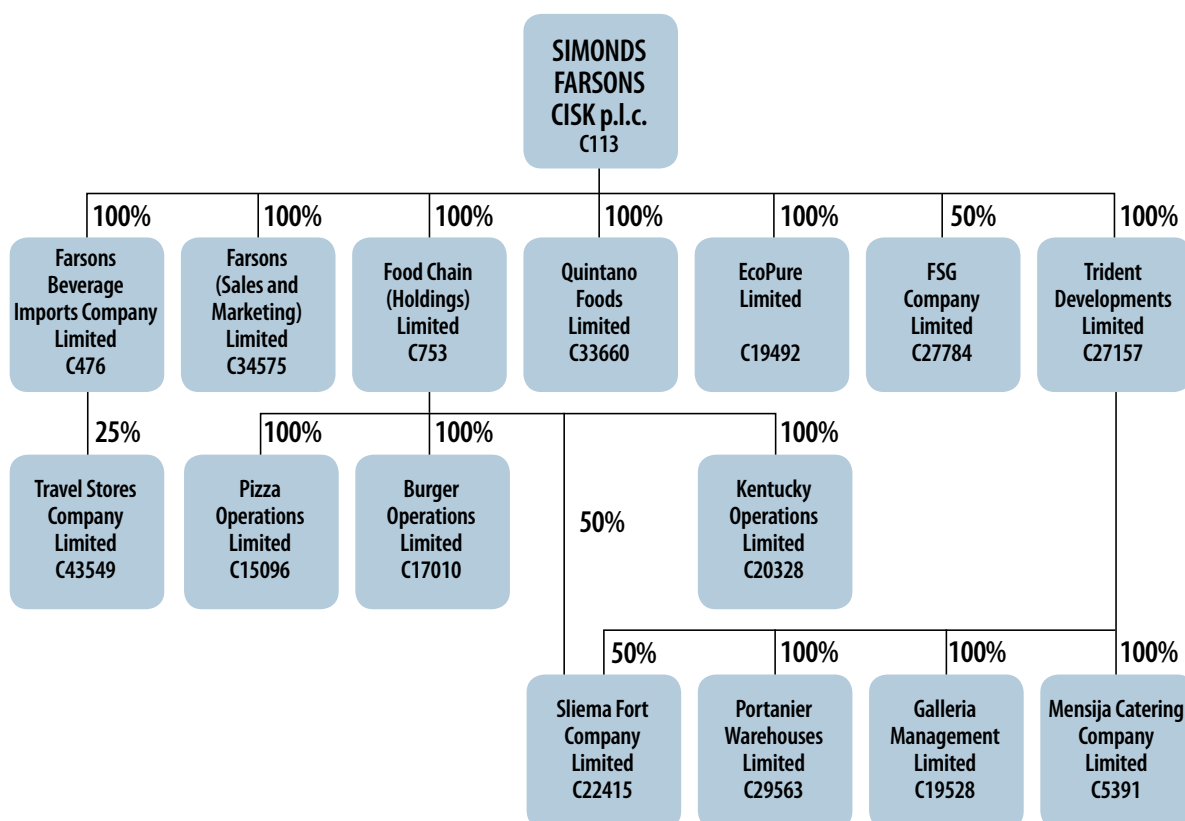 SIMONDS
FARSONS
CISK p.l.c.
C113
100%
100%
100%
100%
100%
50%
100%
Farsons
Beverage
Imports Company
Limited
C476
Farsons
(Sales and
Marketing)
Limited
C34575
Food Chain
(Holdings)
Limited
C753
Quintano
Foods
Limited
C33660
EcoPure
Limited
C19492
FSG
Company
Limited
C27784
Trident
Developments
Limited
C27157
25%
100%
100%
50%
100%
Travel Stores
Company
Limited
C43549
Pizza
Operations
Limited
C15096
Burger
Operations
Limited
C17010
Kentucky
Operations
Limited
C20328
50%
100%
100%
100%
Sliema Fort
Company
Limited
C22415
Portanier
Warehouses
Limited
C29563
Galleria
Management
Limited
C19528
Mensija Catering
Company
Limited
C5391